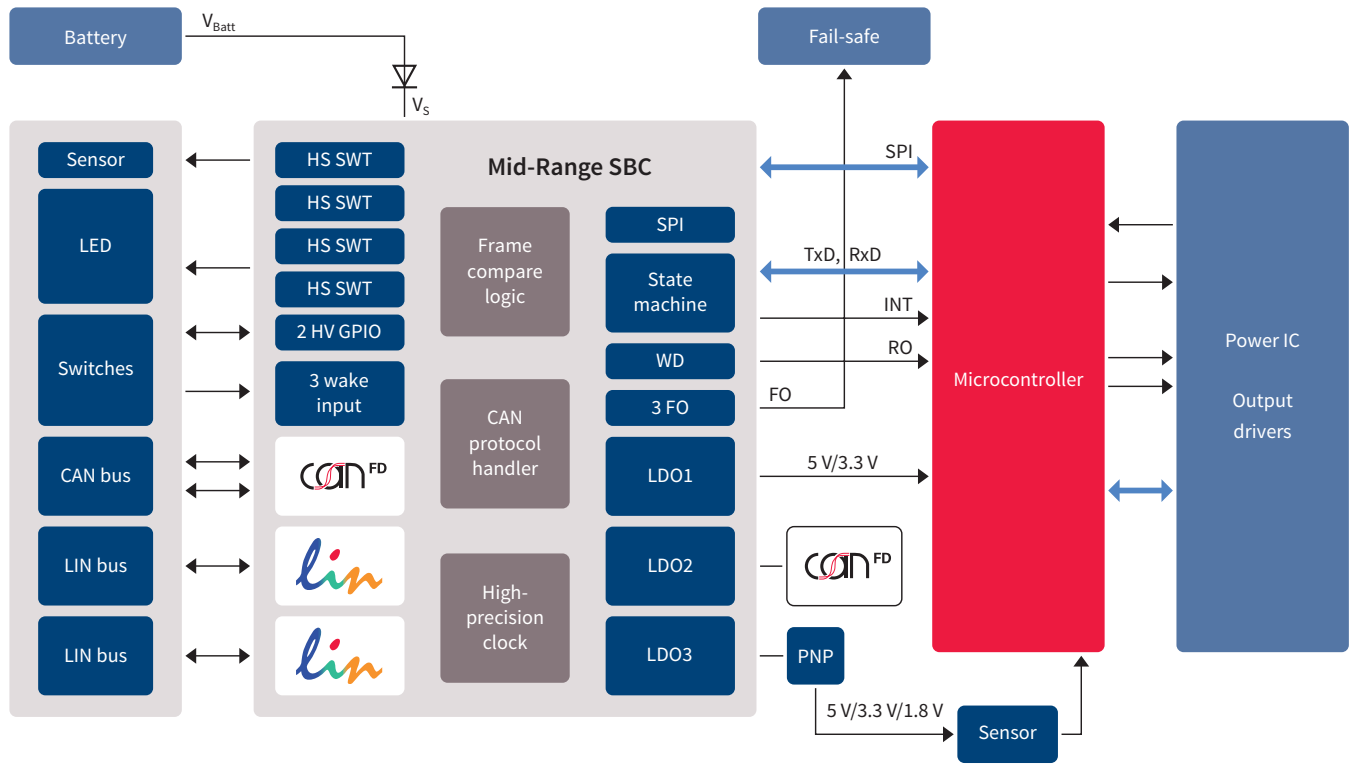 Battery
V_Batt
V_S
Fail-safe
Sensor
LED
Switches
CAN bus
LIN bus
LIN bus
Mid-Range SBC
HS SWT
HS SWT
HS SWT
HS SWT
2 HV GPIO
3 wake
input
CAN FD
lin
lin
Frame
compare
logic
CAN
protocol
handler
High-
precision
clock
SPI
State
machine
WD
3 FO
LDO1
LDO2
LDO3
SPI
TxD, RxD
INT
RO
FO
5 V/3.3 V
CAN FD
PNP
5 V/3.3 V/1.8 V
Sensor
Microcontroller
Power IC
Output
drivers